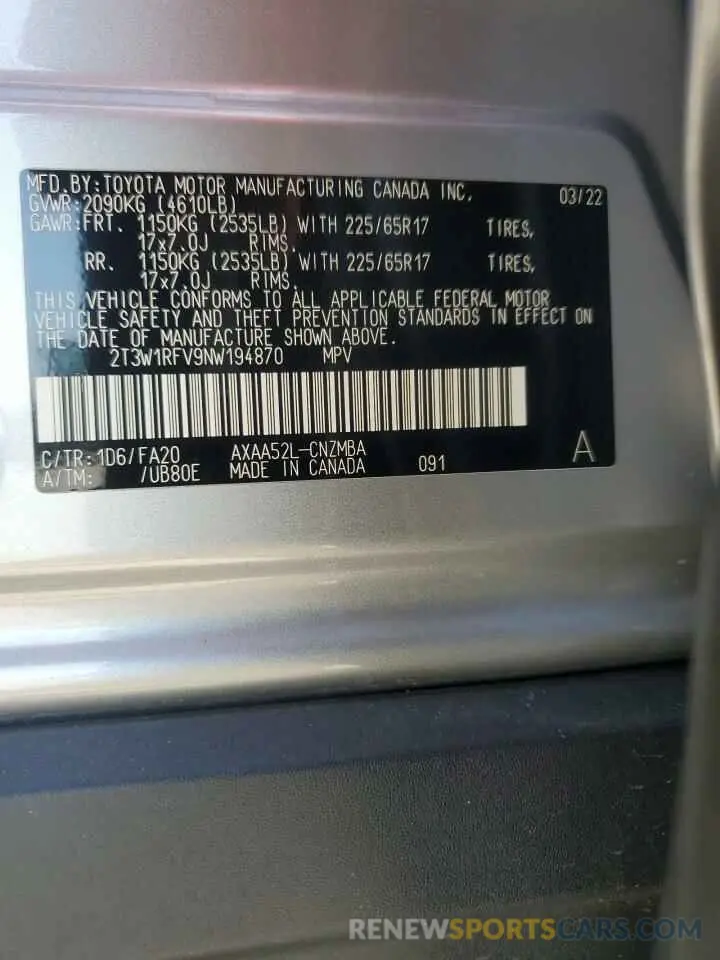 MFD.BY:TOYOTA MOTOR MANUFACTURING CANADA INC. 03/22
GVWR:2090KG (4610LB)
GAWR:FRT. 1150KG (2535LB) WITH 225/65R17 TIRES,
17x7.0J RIMS.
RR. 1150KG (2535LB) WITH 225/65R17 TIRES,
17x7.0J RIMS.
THIS VEHICLE CONFORMS TO ALL APPLICABLE FEDERAL MOTOR
VEHICLE SAFETY AND THEFT PREVENTION STANDARDS IN EFFECT ON
THE DATE OF MANUFACTURE SHOWN ABOVE.
2T3W1RFV9NW194870 MPV
C/TR:1D6/FA20 AXAA52L-CNZMBA A
A/TM: /UB80E MADE IN CANADA 091
RENEWSPORTSCARS.COM